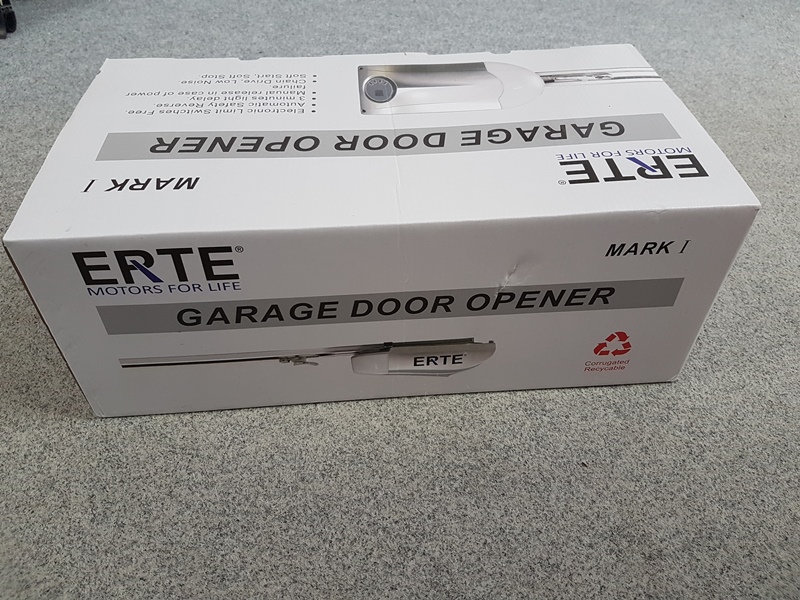 • Electronic Limit Switches Free.
• Automatic Safety Reverse.
• 3 minutes light delay.
• Manual release in case of power
failure
• Chain Drive, Low Noise
• Soft Start, Soft Stop
GARAGE DOOR OPENER
MARK I
ERTE®
MOTORS FOR LIFE
ERTE®
MOTORS FOR LIFE
MARK I
GARAGE DOOR OPENER
ERTE
Corrugated
Recycable